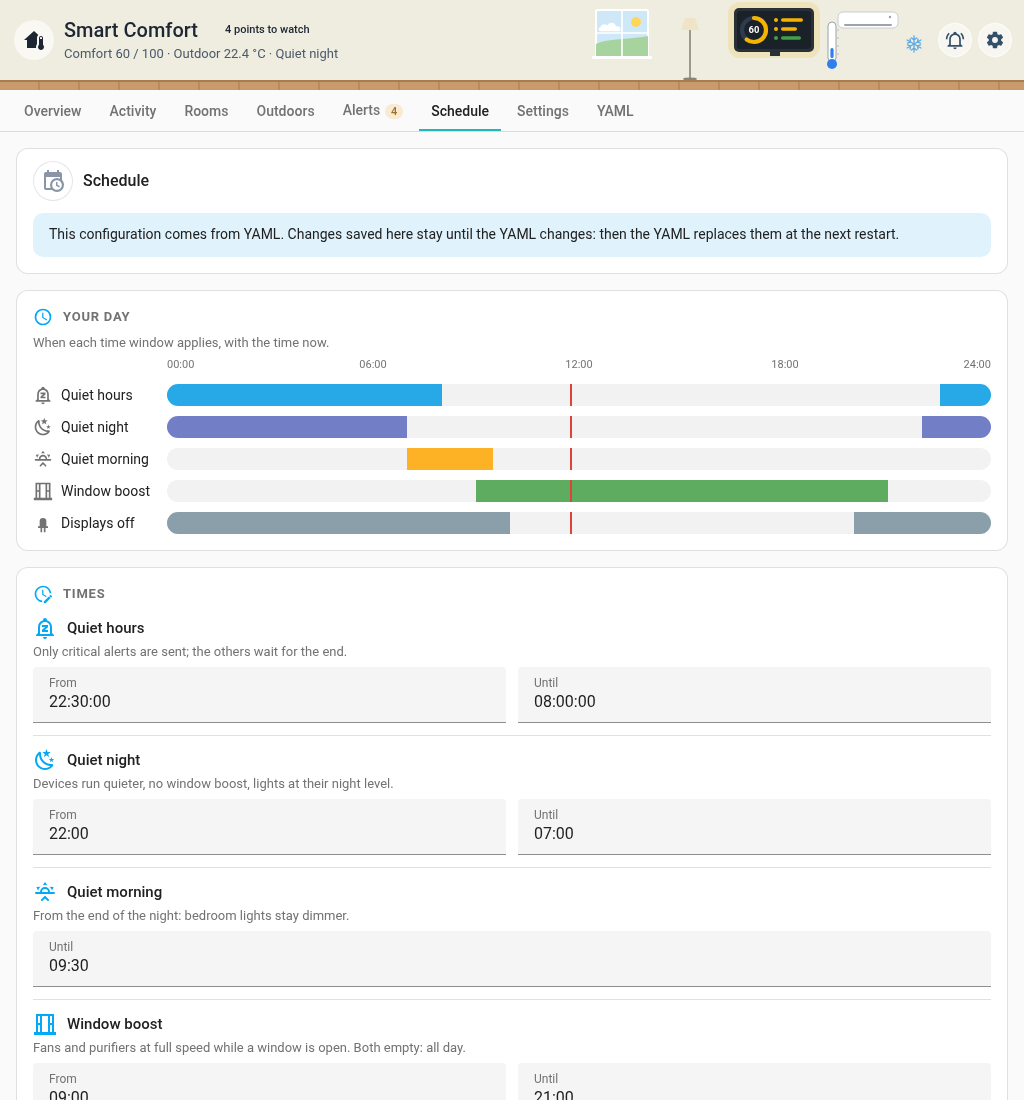 Smart Comfort
4 points to watch
Comfort 60 / 100 · Outdoor 22.4 °C · Quiet night
60
Overview
Activity
Rooms
Outdoors
Alerts 4
Schedule
Settings
YAML
Schedule
This configuration comes from YAML. Changes saved here stay until the YAML changes: then the YAML replaces them at the next restart.
YOUR DAY
When each time window applies, with the time now.
00:00 06:00 12:00 18:00 24:00
Quiet hours
Quiet night
Quiet morning
Window boost
Displays off
TIMES
Quiet hours
Only critical alerts are sent; the others wait for the end.
From
22:30:00
Until
08:00:00
Quiet night
Devices run quieter, no window boost, lights at their night level.
From
22:00
Until
07:00
Quiet morning
From the end of the night: bedroom lights stay dimmer.
Until
09:30
Window boost
Fans and purifiers at full speed while a window is open. Both empty: all day.
From
09:00
Until
21:00